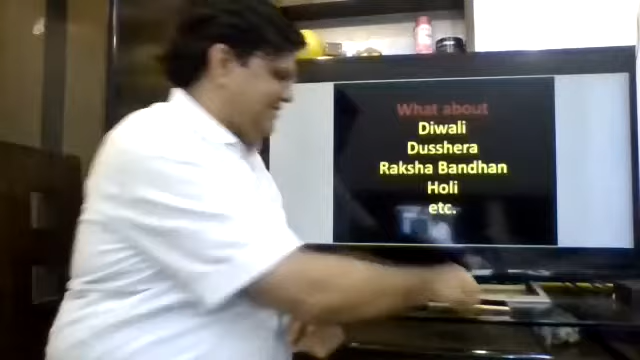 What about
Diwali
Dusshera
Raksha Bandhan
Holi
etc.